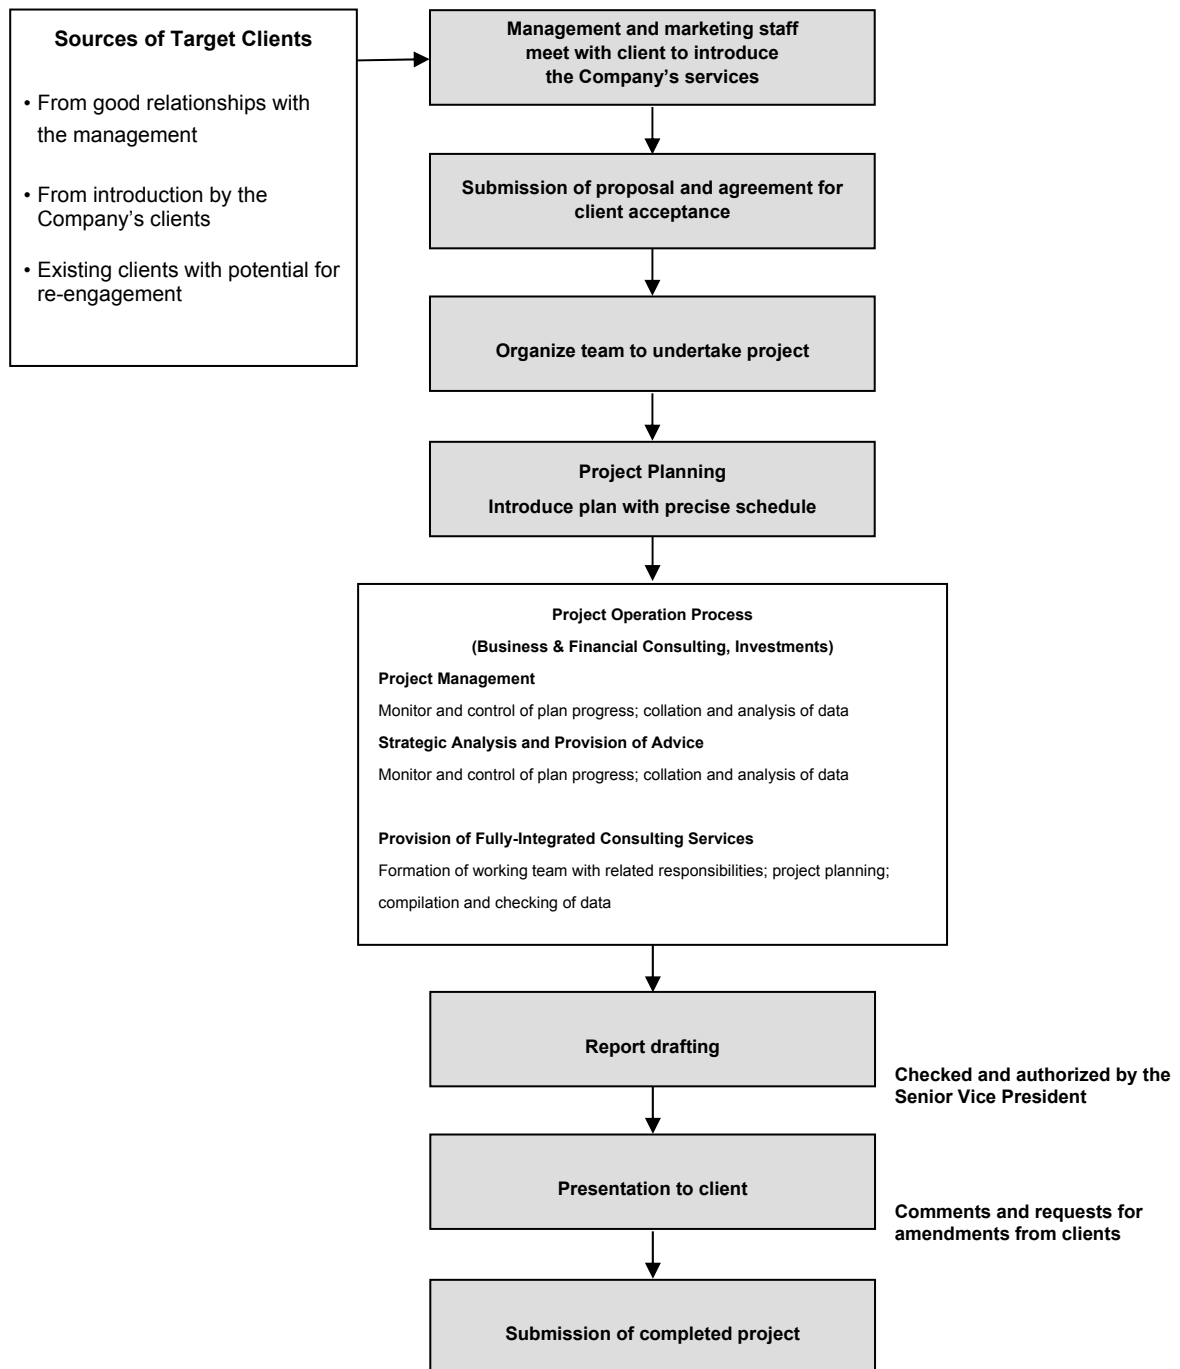 Sources of Target Clients
• From good relationships with
the management
• From introduction by the
Company's clients
• Existing clients with potential for
re-engagement
Management and marketing staff
meet with client to introduce
the Company's services
Submission of proposal and agreement for
client acceptance
Organize team to undertake project
Project Planning
Introduce plan with precise schedule
Project Operation Process
(Business & Financial Consulting, Investments)
Project Management
Monitor and control of plan progress; collation and analysis of data
Strategic Analysis and Provision of Advice
Monitor and control of plan progress; collation and analysis of data
Provision of Fully-Integrated Consulting Services
Formation of working team with related responsibilities; project planning;
compilation and checking of data
Report drafting
Checked and authorized by the
Senior Vice President
Presentation to client
Comments and requests for
amendments from clients
Submission of completed project